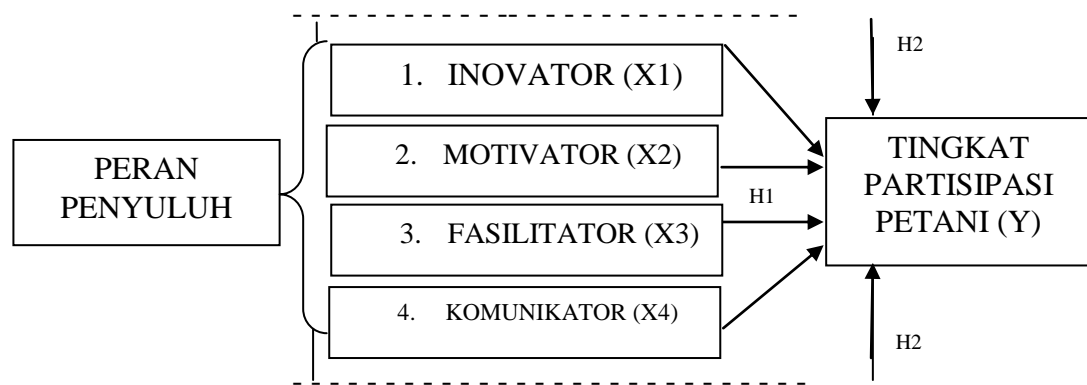 H2
1. INOVATOR (X1)
PERAN
PENYULUH
2. MOTIVATOR (X2)
H1
3. FASILITATOR (X3)
4. KOMUNIKATOR (X4)
TINGKAT
PARTISIPASI
PETANI (Y)
H2